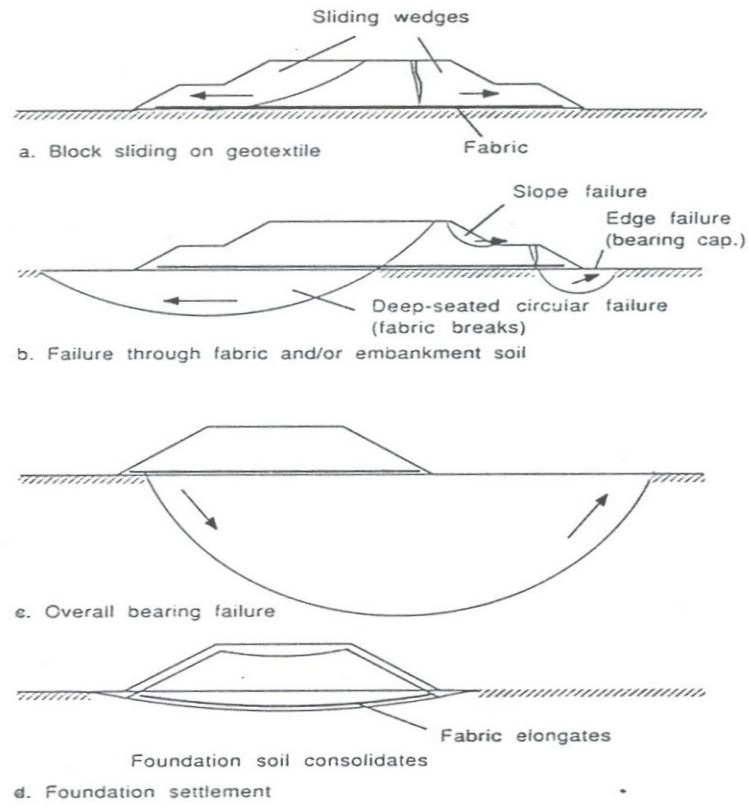 Sliding wedges
Fabric
a. Block sliding on geotextile
Slope failure
Edge failure
(bearing cap.)
Deep-seated circular failure
(fabric breaks)
b. Failure through fabric and/or embankment soil
c. Overall bearing failure
Fabric elongates
Foundation soil consolidates
d. Foundation settlement